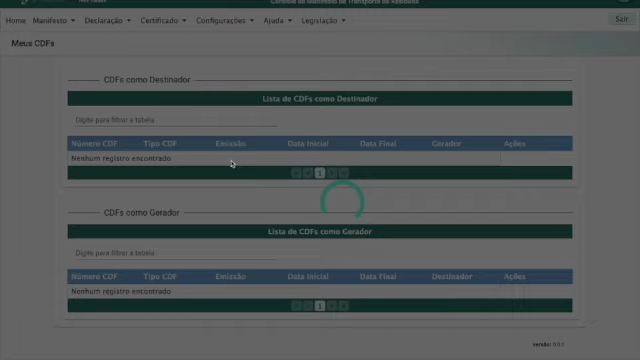 Controle de Manifesto de Transporte de Resíduos
Home Manifesto Declaração Certificado Configurações Ajuda Legislação Sair
Meus CDFs
CDFs como Destinador
Lista de CDFs como Destinador
Digite para filtrar a tabela
Número CDF Tipo CDF Emissão Data Inicial Data Final Gerador Ações
Nenhum registro encontrado
1
CDFs como Gerador
Lista de CDFs como Gerador
Digite para filtrar a tabela
Número CDF Tipo CDF Emissão Data Inicial Data Final Destinador Ações
Nenhum registro encontrado
1